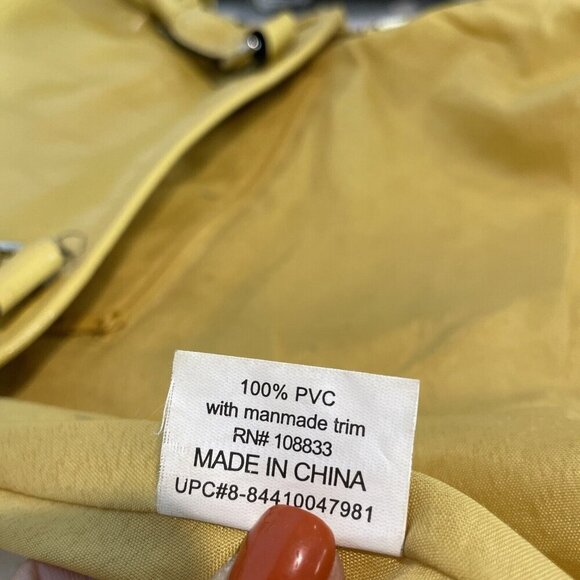 100% PVC
with manmade trim
RN# 108833
MADE IN CHINA
UPC#8-84410047981